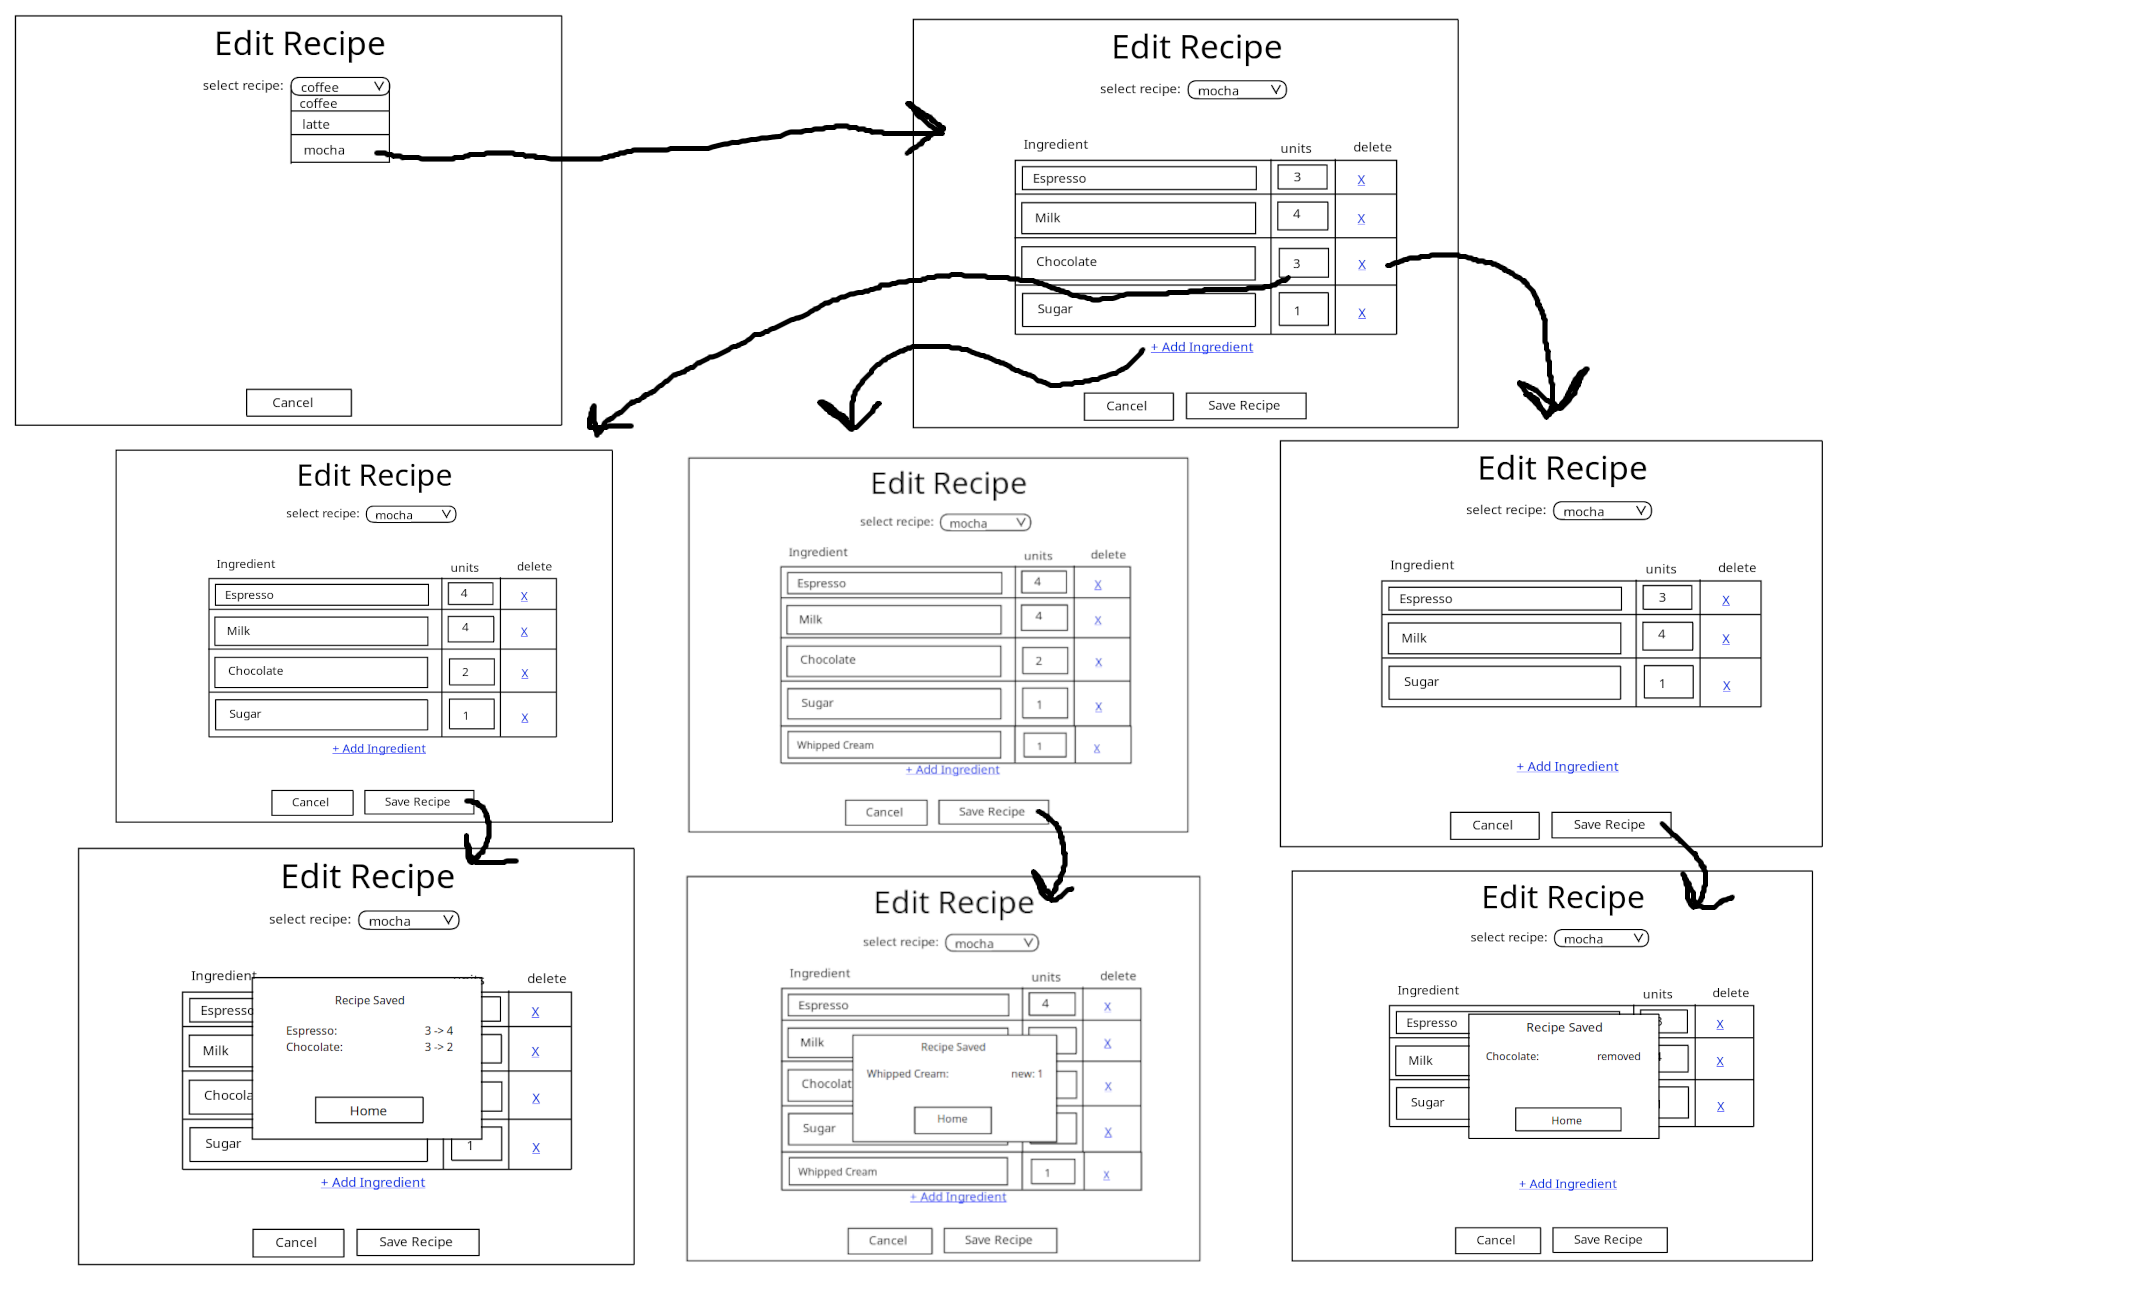 Edit Recipe
select recipe: coffee V
coffee
latte
mocha
Cancel
Edit Recipe
select recipe: mocha V
Ingredient units delete
Espresso 3 X
Milk 4 X
Chocolate 3 X
Sugar 1 X
+ Add Ingredient
Cancel Save Recipe
Edit Recipe
select recipe: mocha V
Ingredient units delete
Espresso 4 X
Milk 4 X
Chocolate 2 X
Sugar 1 X
+ Add Ingredient
Cancel Save Recipe
Edit Recipe
select recipe: mocha V
Ingredient units delete
Espresso 4 X
Milk 4 X
Chocolate 2 X
Sugar 1 X
Whipped Cream 1 X
+ Add Ingredient
Cancel Save Recipe
Edit Recipe
select recipe: mocha V
Ingredient units delete
Espresso 3 X
Milk 4 X
Sugar 1 X
+ Add Ingredient
Cancel Save Recipe
Edit Recipe
select recipe: mocha V
Ingredient delete
Espresso X
Milk X
Chocola X
Sugar 1 X
Recipe Saved
Espresso: 3 -> 4
Chocolate: 3 -> 2
Home
+ Add Ingredient
Cancel Save Recipe
Edit Recipe
select recipe: mocha V
Ingredient units delete
Espresso 4 X
Milk X
Chocolat X
Sugar X
Whipped Cream 1 X
Recipe Saved
Whipped Cream: new: 1
Home
+ Add Ingredient
Cancel Save Recipe
Edit Recipe
select recipe: mocha V
Ingredient units delete
Espresso X
Milk X
Sugar X
Recipe Saved
Chocolate: removed
Home
+ Add Ingredient
Cancel Save Recipe